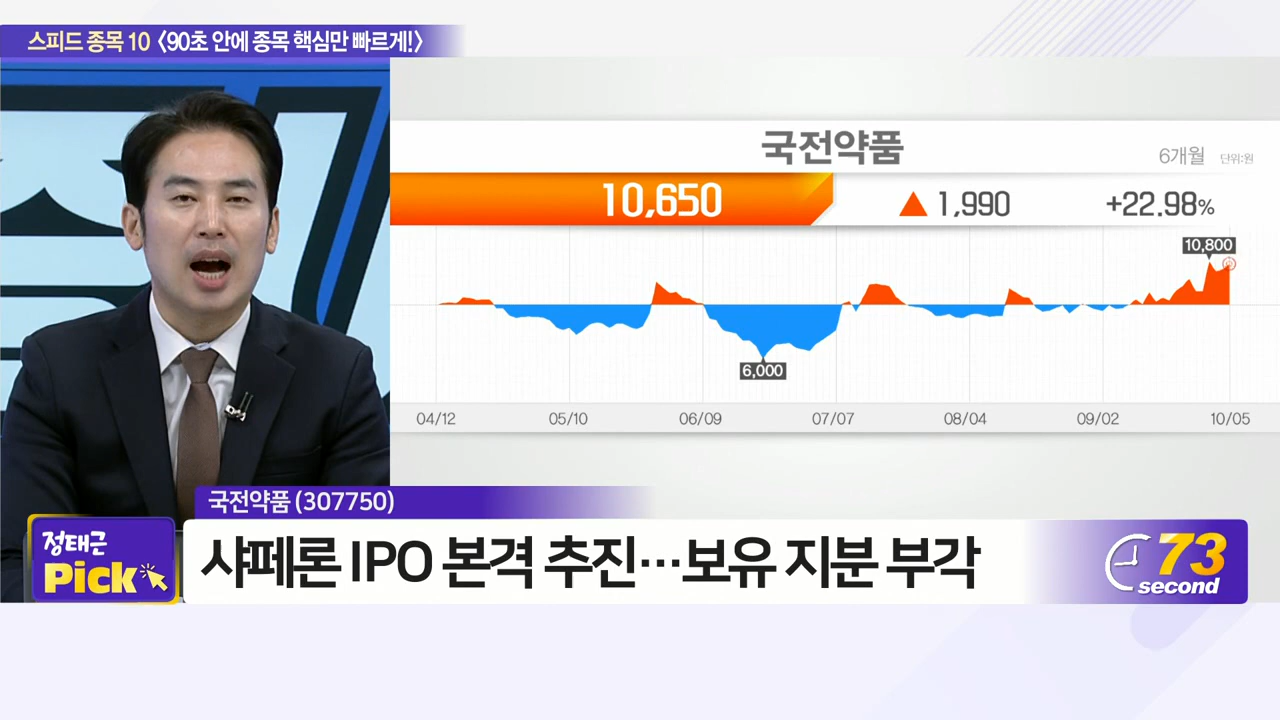 스피드 종목 10 〈90초 안에 종목 핵심만 빠르게!〉
국전약품
6개월 단위:원
10,650 ▲ 1,990 +22.98%
10,800
6,000
04/12 05/10 06/09 07/07 08/04 09/02 10/05
국전약품 (307750)
정태근
Pick
샤페론 IPO 본격 추진…보유 지분 부각
73
second